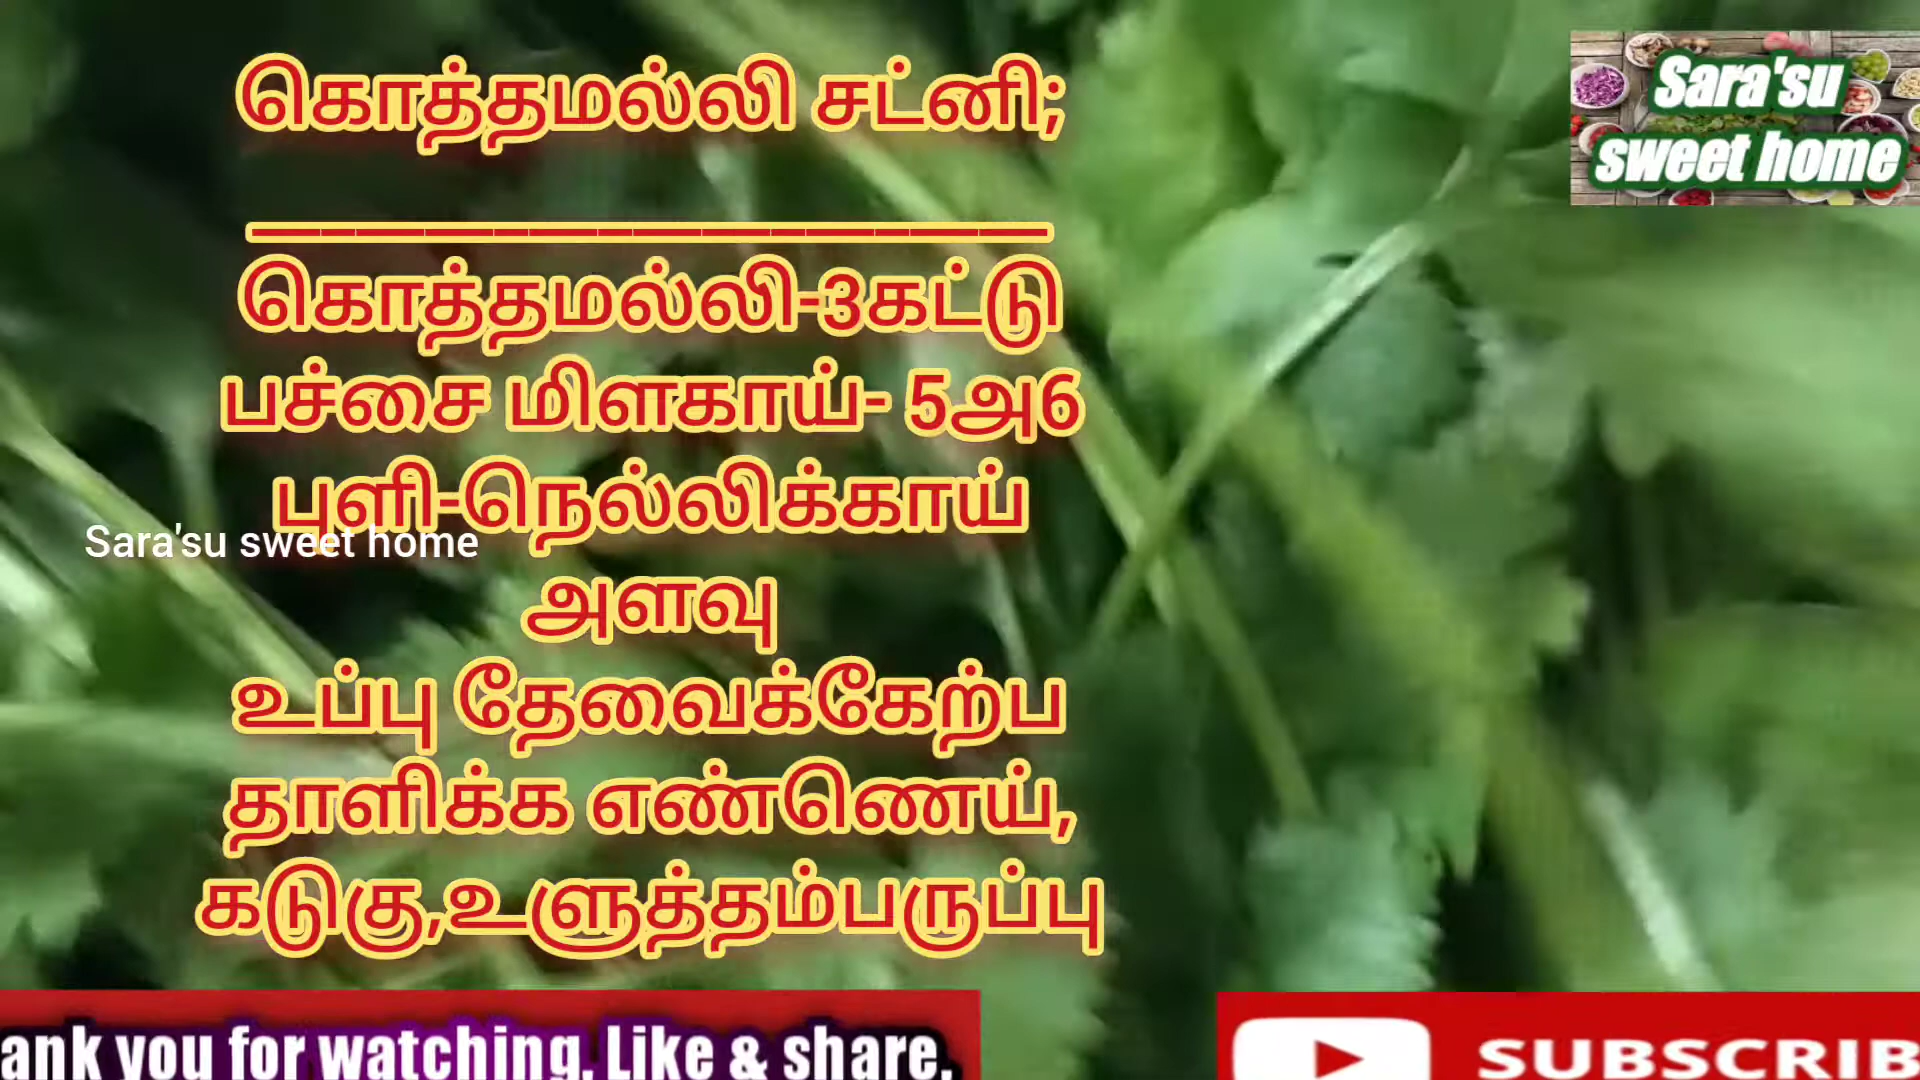 கொத்தமல்லி சட்னி;
Sara'su
sweet home
கொத்தமல்லி-3கட்டு
பச்சை மிளகாய்- 5அ6
புளி-நெல்லிக்காய்
Sara'su sweet home
அளவு
உப்பு தேவைக்கேற்ப
தாளிக்க எண்ணெய்,
கடுகு,உளுத்தம்பருப்பு
ank you for watching. Like & share.
SUBSCRIB